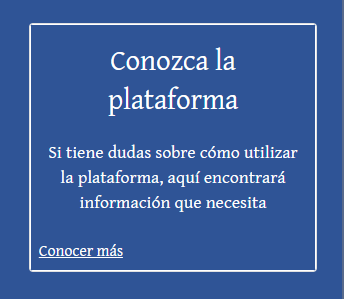 Conozca la
plataforma
Si tiene dudas sobre cómo utilizar
la plataforma, aquí encontrará
información que necesita
Conocer más